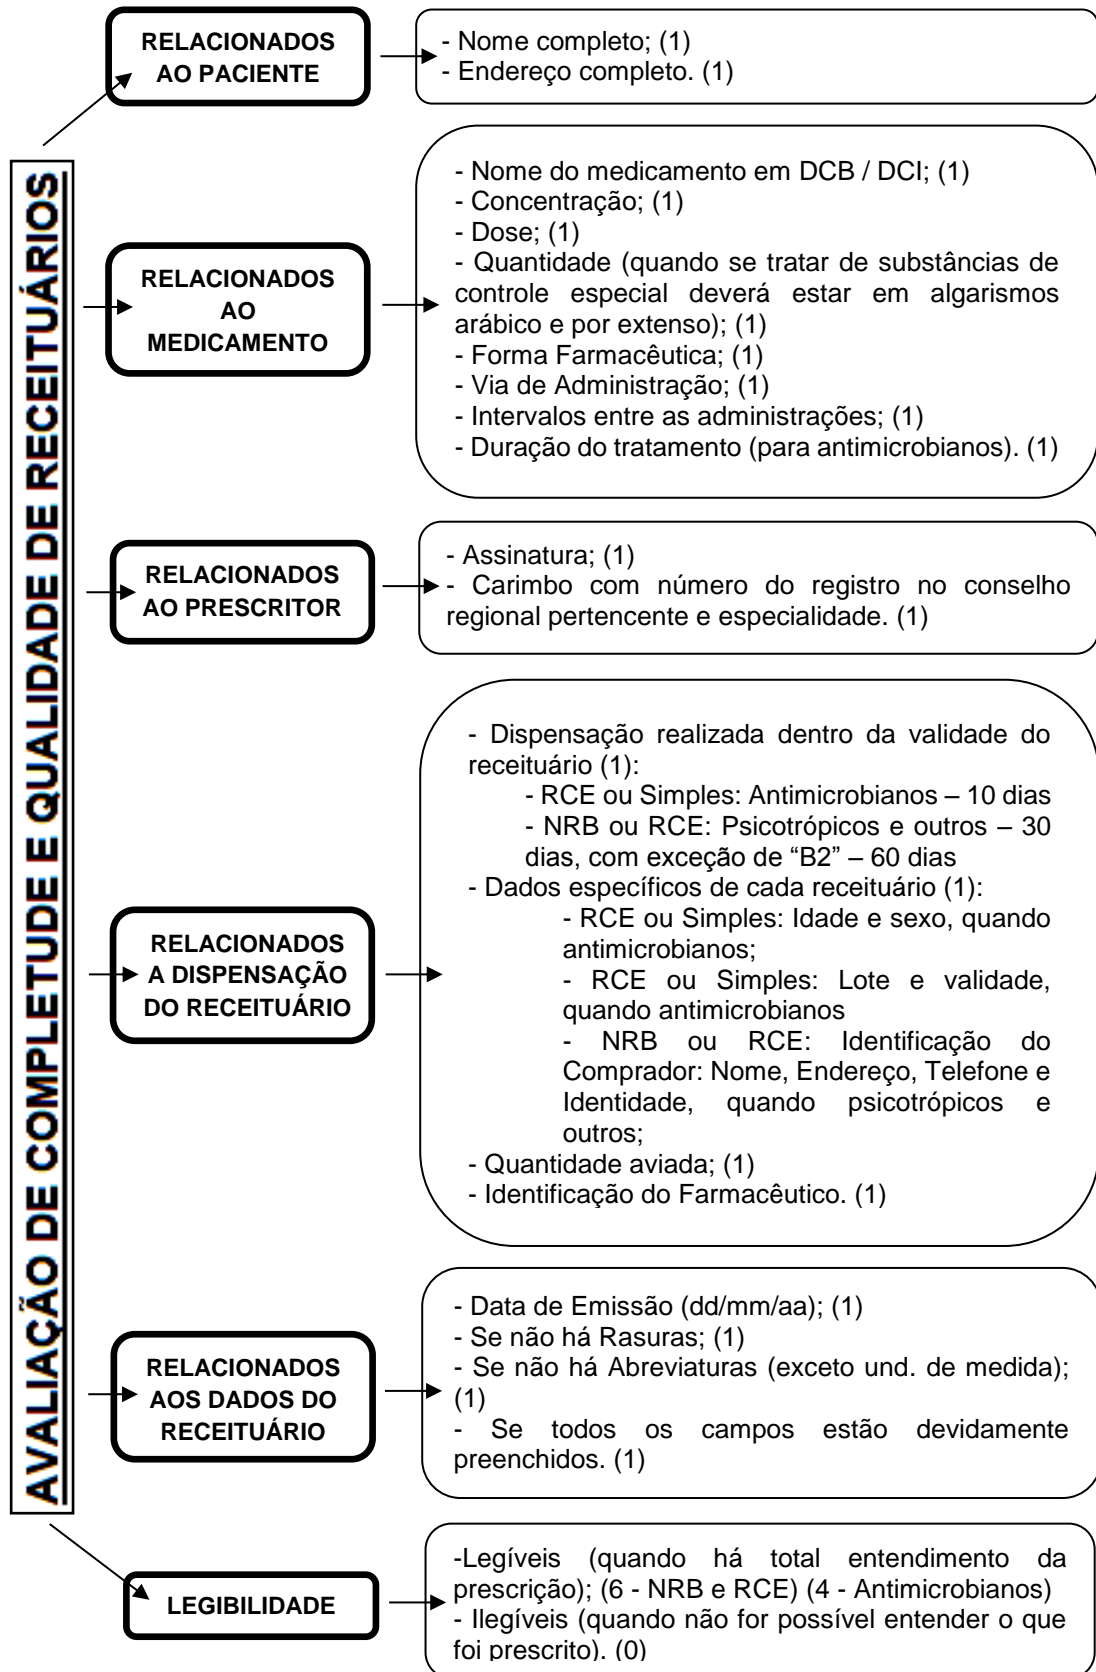 AVALIAÇÃO DE COMPLETUDE E QUALIDADE DE RECEITUÁRIOS
RELACIONADOS
AO PACIENTE
- Nome completo; (1)
- Endereço completo. (1)
RELACIONADOS
AO
MEDICAMENTO
- Nome do medicamento em DCB / DCI; (1)
- Concentração; (1)
- Dose; (1)
- Quantidade (quando se tratar de substâncias de
controle especial deverá estar em algarismos
arábico e por extenso); (1)
- Forma Farmacêutica; (1)
- Via de Administração; (1)
- Intervalos entre as administrações; (1)
- Duração do tratamento (para antimicrobianos). (1)
RELACIONADOS
AO PRESCRITOR
- Assinatura; (1)
- Carimbo com número do registro no conselho
regional pertencente e especialidade. (1)
RELACIONADOS
A DISPENSAÇÃO
DO RECEITUÁRIO
- Dispensação realizada dentro da validade do
receituário (1):
- RCE ou Simples: Antimicrobianos – 10 dias
- NRB ou RCE: Psicotrópicos e outros – 30
dias, com exceção de “B2” – 60 dias
- Dados específicos de cada receituário (1):
- RCE ou Simples: Idade e sexo, quando
antimicrobianos;
- RCE ou Simples: Lote e validade,
quando antimicrobianos
- NRB ou RCE: Identificação do
Comprador: Nome, Endereço, Telefone e
Identidade, quando psicotrópicos e
outros;
- Quantidade aviada; (1)
- Identificação do Farmacêutico. (1)
RELACIONADOS
AOS DADOS DO
RECEITUÁRIO
- Data de Emissão (dd/mm/aa); (1)
- Se não há Rasuras; (1)
- Se não há Abreviaturas (exceto und. de medida);
(1)
- Se todos os campos estão devidamente
preenchidos. (1)
LEGIBILIDADE
-Legíveis (quando há total entendimento da
prescrição); (6 - NRB e RCE) (4 - Antimicrobianos)
- Ilegíveis (quando não for possível entender o que
foi prescrito). (0)